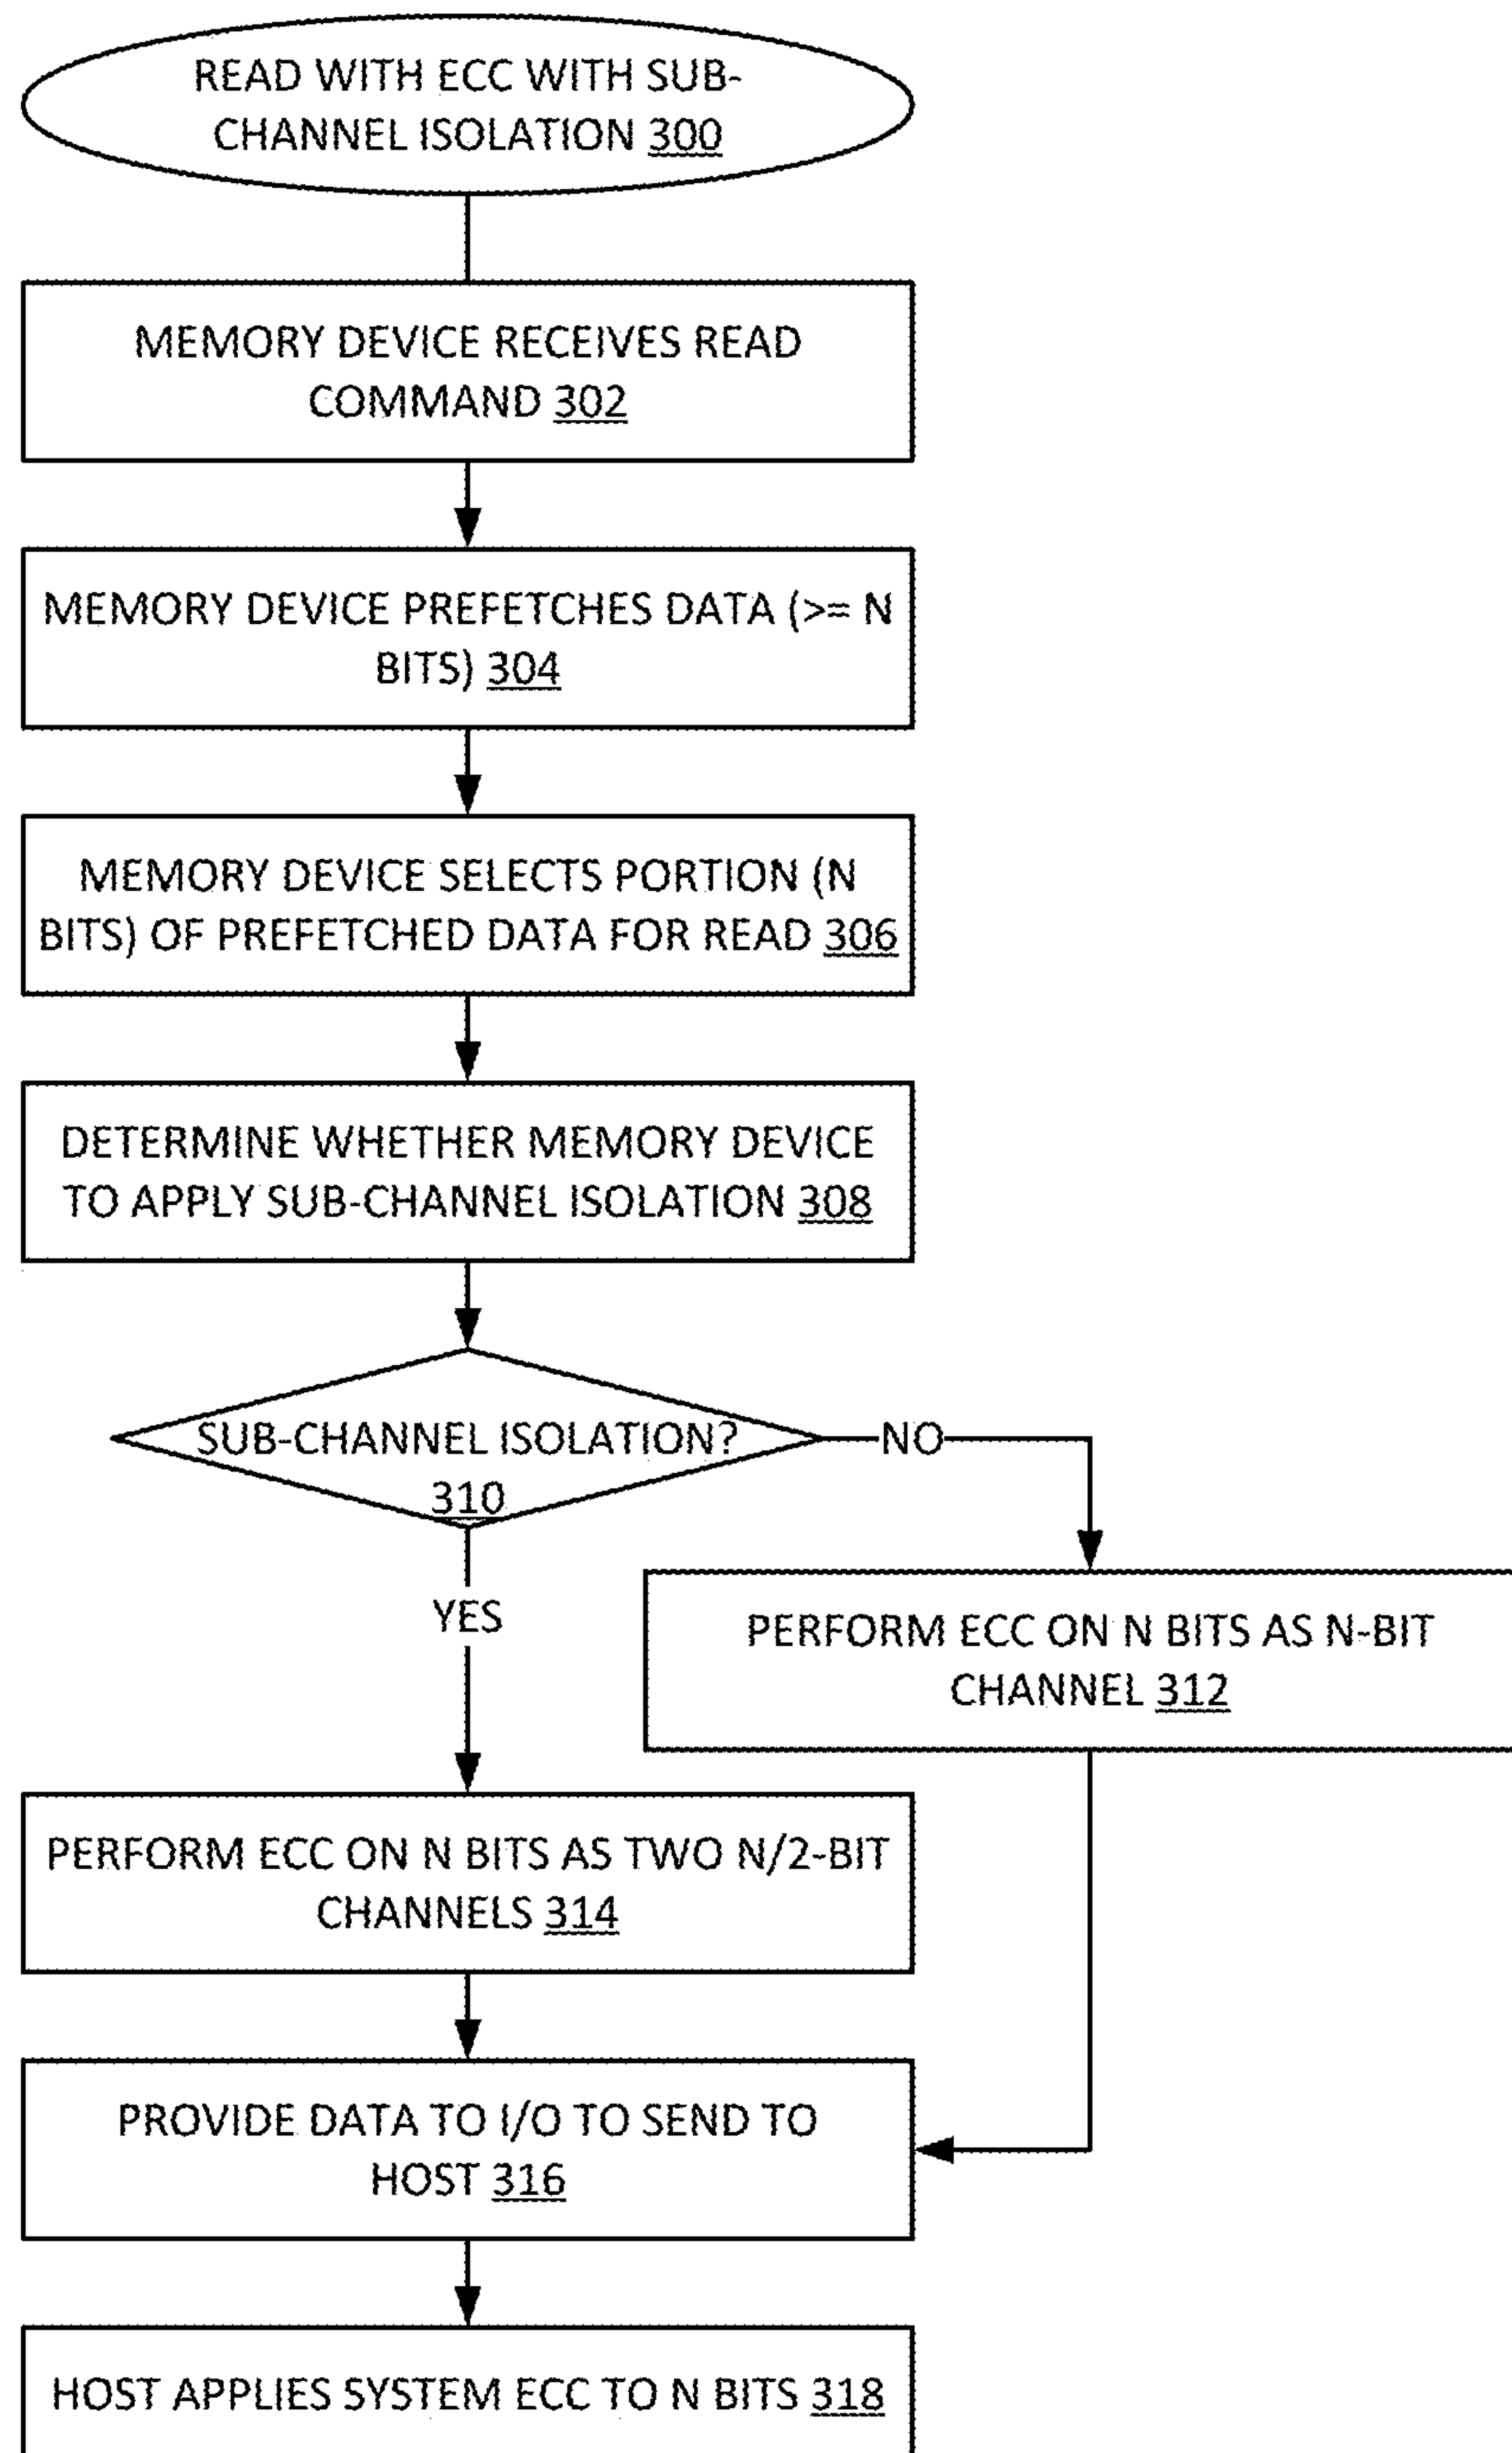 READ WITH ECC WITH SUB-
CHANNEL ISOLATION 300
MEMORY DEVICE RECEIVES READ
COMMAND 302
MEMORY DEVICE PREFETCHES DATA (>= N
BITS) 304
MEMORY DEVICE SELECTS PORTION (N
BITS) OF PREFETCHED DATA FOR READ 306
DETERMINE WHETHER MEMORY DEVICE
TO APPLY SUB-CHANNEL ISOLATION 308
SUB-CHANNEL ISOLATION?
310
NO
YES
PERFORM ECC ON N BITS AS N-BIT
CHANNEL 312
PERFORM ECC ON N BITS AS TWO N/2-BIT
CHANNELS 314
PROVIDE DATA TO I/O TO SEND TO
HOST 316
HOST APPLIES SYSTEM ECC TO N BITS 318